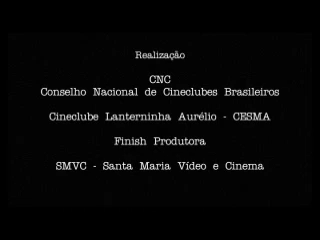 Realização
CNC
Conselho Nacional de Cineclubes Brasileiros
Cineclube Lanterninha Aurélio - CESMA
Finish Produtora
SMVC - Santa Maria Vídeo e Cinema